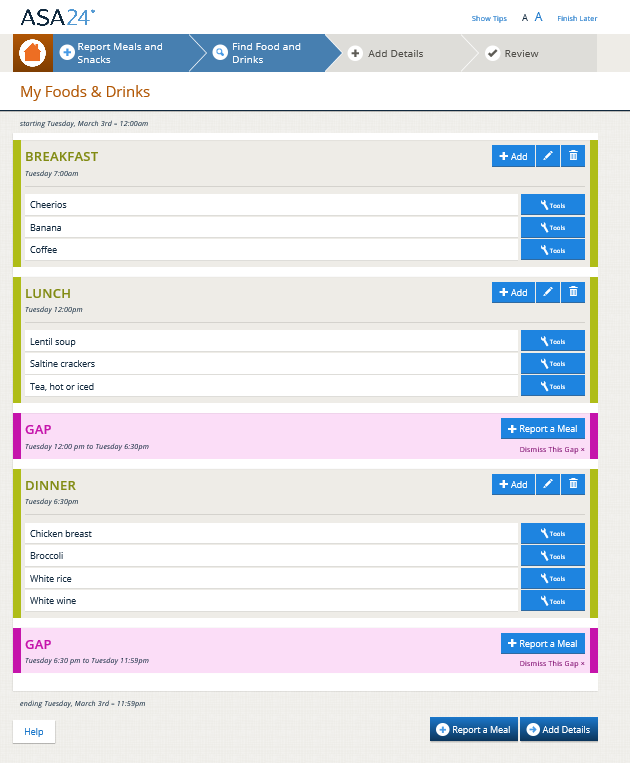 ASA24*
Show Tips A A Finish Later
Report Meals and Snacks
Find Food and Drinks
Add Details
Review
My Foods & Drinks
starting Tuesday, March 3rd – 12:00am
BREAKFAST
+ Add
Tuesday 7:00am
Cheerios Tools
Banana Tools
Coffee Tools
LUNCH
+ Add
Tuesday 12:00pm
Lentil soup Tools
Saltine crackers Tools
Tea, hot or iced Tools
GAP
+ Report a Meal
Tuesday 12:00 pm to Tuesday 6:30pm
Dismiss This Gap ×
DINNER
+ Add
Tuesday 6:30pm
Chicken breast Tools
Broccoli Tools
White rice Tools
White wine Tools
GAP
+ Report a Meal
Tuesday 6:30 pm to Tuesday 11:59pm
Dismiss This Gap ×
ending Tuesday, March 3rd – 11:59pm
Help
Report a Meal
Add Details